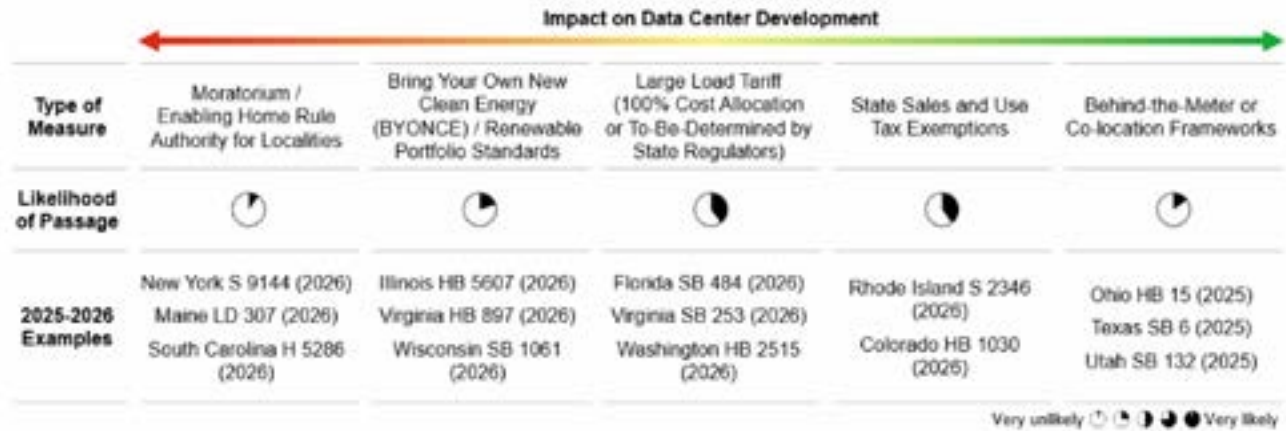 Impact on Data Center Development
Type of
Measure
Moratorium /
Enabling Home Rule
Authority for Localities
Bring Your Own New
Clean Energy
(BYONCE) / Renewable
Portfolio Standards
Large Load Tariff
(100% Cost Allocation
or To-Be-Determined by
State Regulators)
State Sales and Use
Tax Exemptions
Behind-the-Meter or
Co-location Frameworks
Likelihood
of Passage
2025-2026
Examples
New York S 9144 (2026)
Maine LD 307 (2026)
South Carolina H 5286
(2026)
Illinois HB 5607 (2026)
Virginia HB 897 (2026)
Wisconsin SB 1061
(2026)
Florida SB 484 (2026)
Virginia SB 253 (2026)
Washington HB 2515
(2026)
Rhode Island S 2346
(2026)
Colorado HB 1030
(2026)
Ohio HB 15 (2025)
Texas SB 6 (2025)
Utah SB 132 (2025)
Very unlikely Very likely